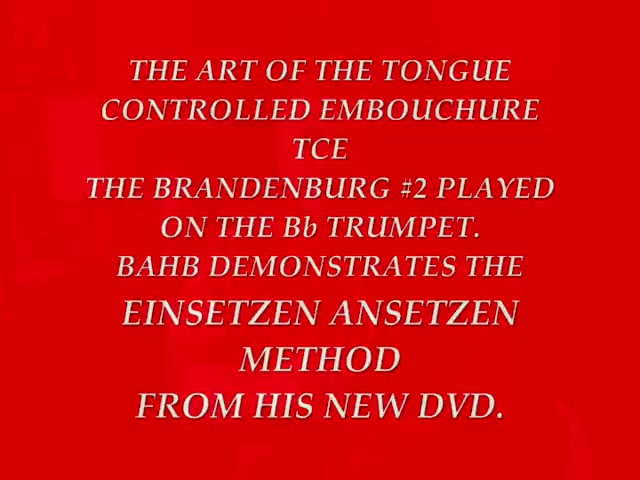 THE ART OF THE TONGUE
CONTROLLED EMBOUCHURE
TCE
THE BRANDENBURG #2 PLAYED
ON THE Bb TRUMPET.
BAHB DEMONSTRATES THE
EINSETZEN ANSETZEN
METHOD
FROM HIS NEW DVD.